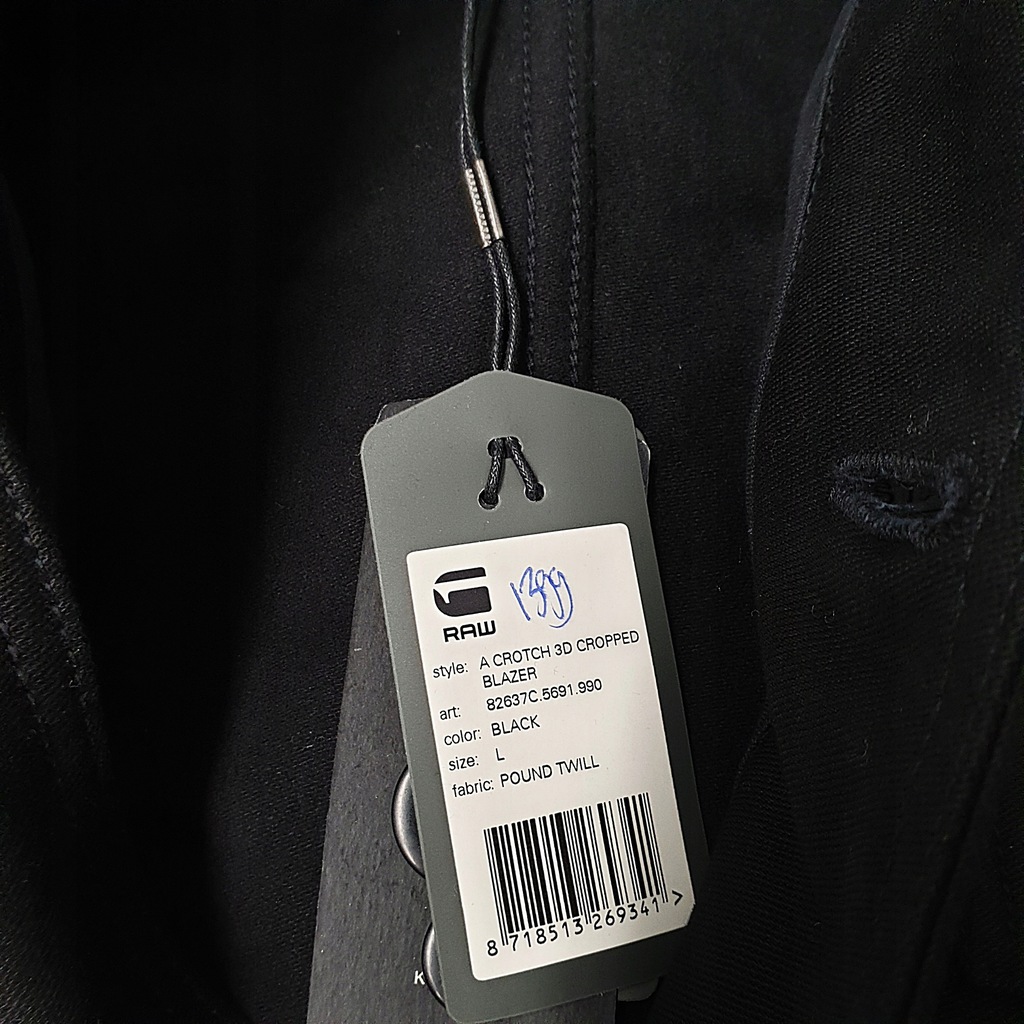 RAW
style: A CROTCH 3D CROPPED
BLAZER
art: 82637C.5691.990
color: BLACK
size: L
fabric: POUND TWILL
8 718513 269341 >
K